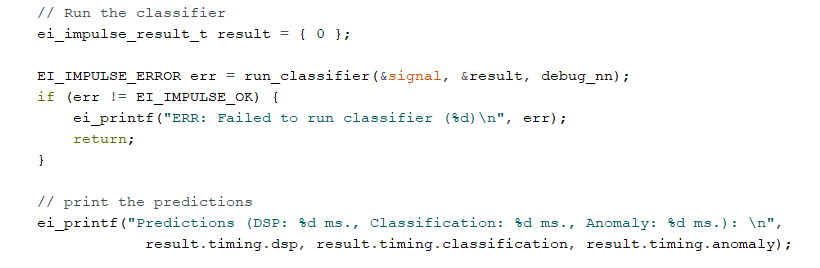 // Run the classifier
ei_impulse_result_t result = { 0 };
EI_IMPULSE_ERROR err = run_classifier(&signal, &result, debug_nn);
if (err != EI_IMPULSE_OK) {
ei_printf("ERR: Failed to run classifier (%d)\n", err);
return;
}
// print the predictions
ei_printf("Predictions (DSP: %d ms., Classification: %d ms., Anomaly: %d ms.): \n",
result.timing.dsp, result.timing.classification, result.timing.anomaly);